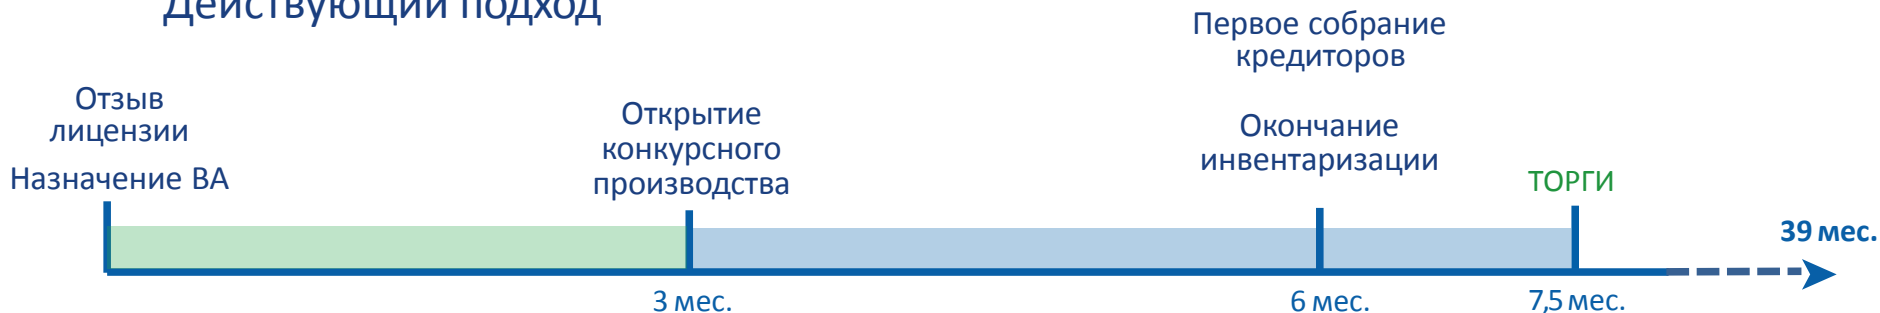 Действующий подход
Первое собрание
кредиторов
Отзыв
лицензии
Назначение ВА
Открытие
конкурсного
производства
Окончание
инвентаризации
ТОРГИ
39 мес.
3 мес.
6 мес.
7,5 мес.